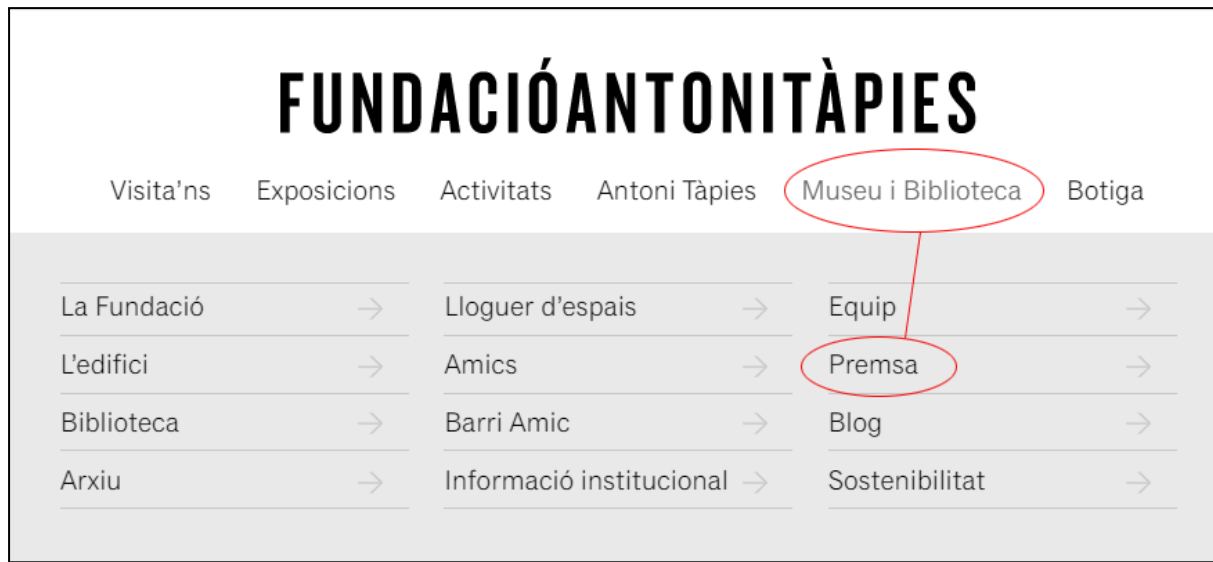 FUNDACIÓANTONITÀPIES
Visita’ns Exposicions Activitats Antoni Tàpies Museu i Biblioteca Botiga
La Fundació → Lloguer d’espais → Equip →
L’edifici → Amics → Premsa →
Biblioteca → Barri Amic → Blog →
Arxiu → Informació institucional → Sostenibilitat →